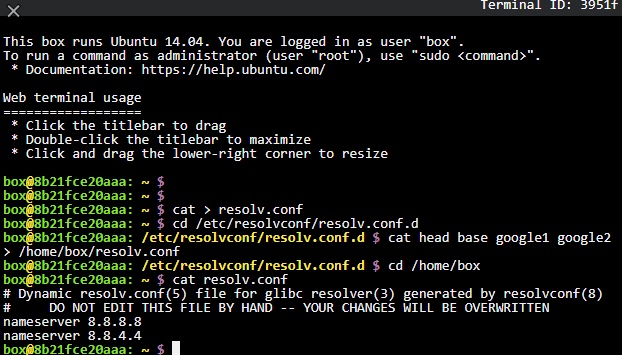 Terminal ID: 3951f
This box runs Ubuntu 14.04. You are logged in as user "box".
To run a command as administrator (user "root"), use "sudo <command>".
 * Documentation: https://help.ubuntu.com/
Web terminal usage
==================
 * Click the titlebar to drag
 * Double-click the titlebar to maximize
 * Click and drag the lower-right corner to resize
box@8b21fce20aaa: ~ $
box@8b21fce20aaa: ~ $
box@8b21fce20aaa: ~ $ cat > resolv.conf
box@8b21fce20aaa: ~ $ cd /etc/resolvconf/resolv.conf.d
box@8b21fce20aaa: /etc/resolvconf/resolv.conf.d $ cat head base google1 google2
> /home/box/resolv.conf
box@8b21fce20aaa: /etc/resolvconf/resolv.conf.d $ cd /home/box
box@8b21fce20aaa: ~ $ cat resolv.conf
# Dynamic resolv.conf(5) file for glibc resolver(3) generated by resolvconf(8)
#     DO NOT EDIT THIS FILE BY HAND -- YOUR CHANGES WILL BE OVERWRITTEN
nameserver 8.8.8.8
nameserver 8.8.4.4
box@8b21fce20aaa: ~ $